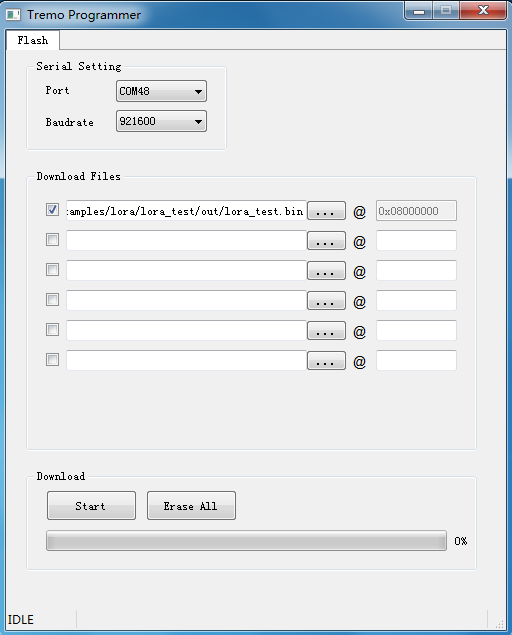 Tremo Programmer
Flash
Serial Setting
Port COM48
Baudrate 921600
Download Files
amples/lora/lora_test/out/lora_test.bin ... @ 0x08000000
... @
... @
... @
... @
... @
Download
Start Erase All
0%
IDLE